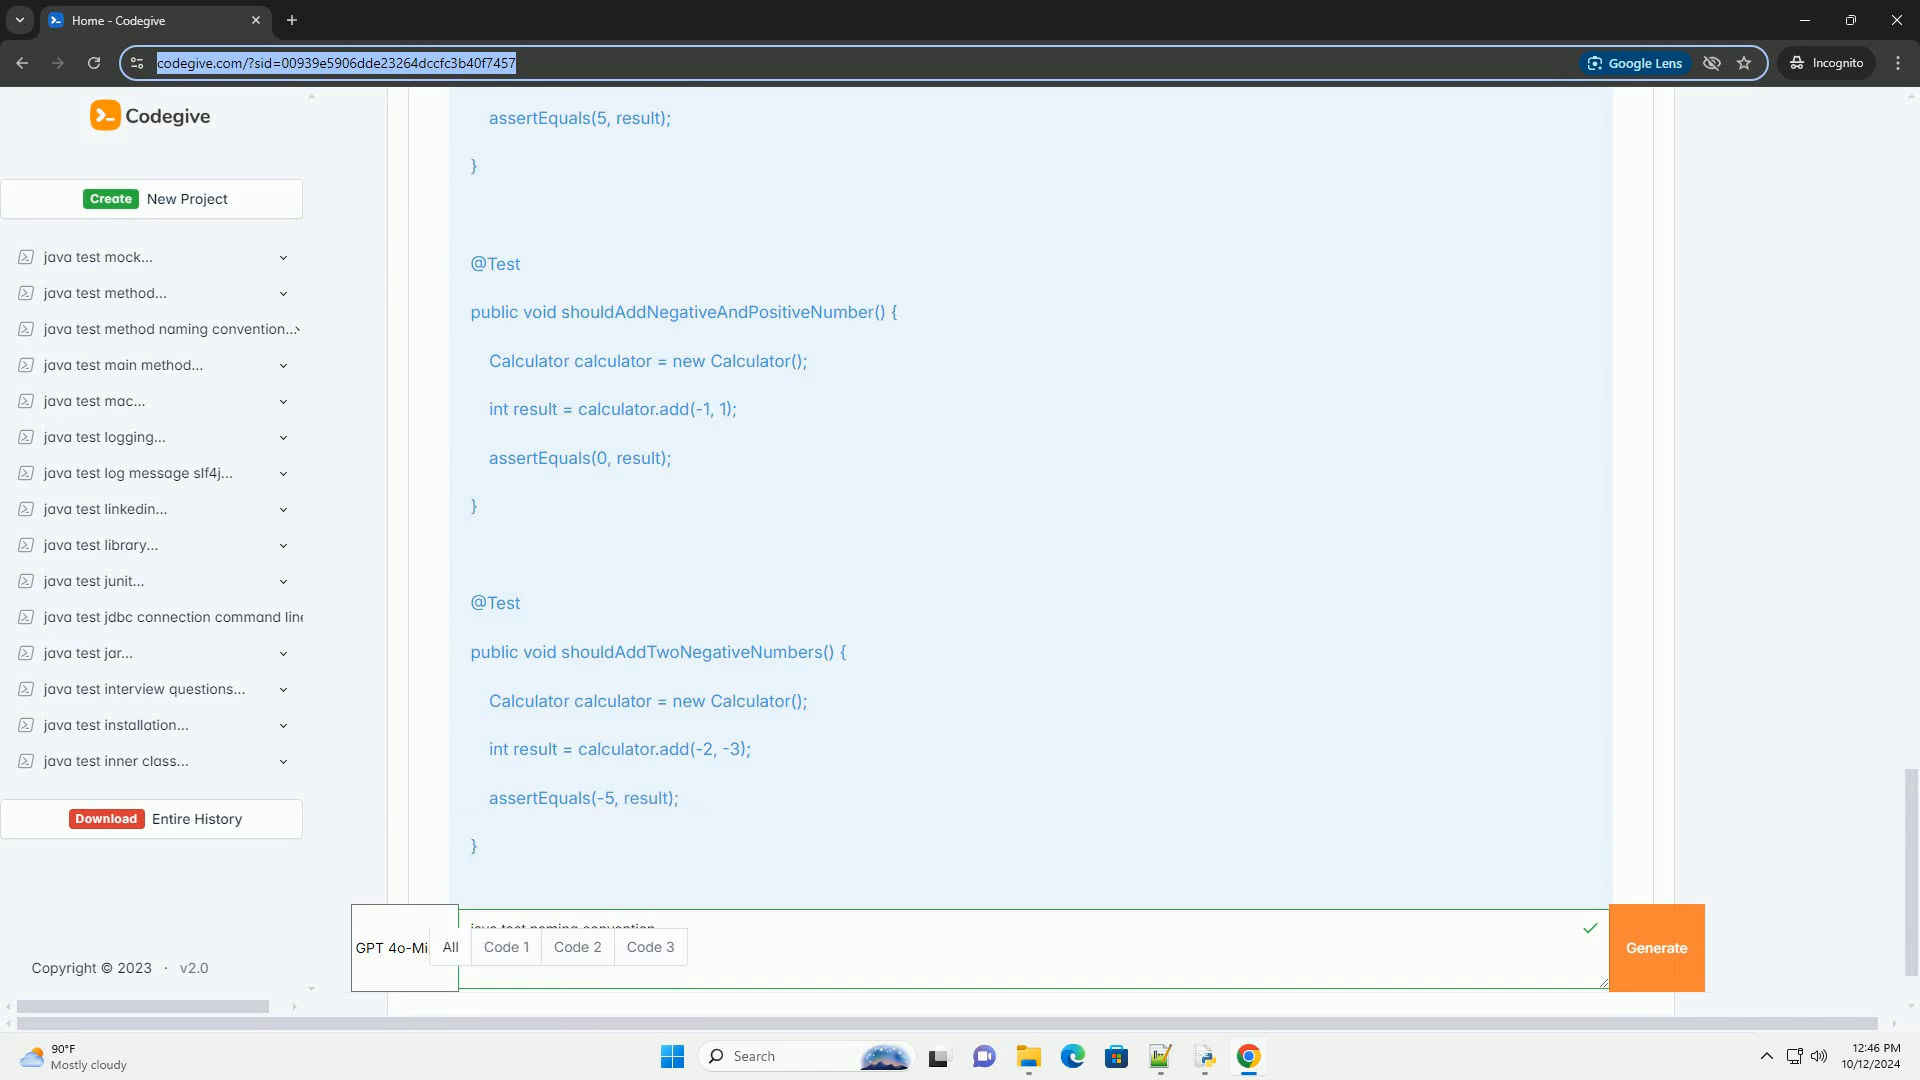 Home - Codegive
codegive.com/?sid=00939e5906dde23264dccfc3b40f7457
Google Lens
Incognito
Codegive
Create New Project
java test mock...
java test method...
java test method naming convention...
java test main method...
java test mac...
java test logging...
java test log message slf4j...
java test linkedin...
java test library...
java test junit...
java test jdbc connection command line
java test jar...
java test interview questions...
java test installation...
java test inner class...
Download Entire History
Copyright © 2023 · v2.0
assertEquals(5, result);
}
@Test
public void shouldAddNegativeAndPositiveNumber() {
Calculator calculator = new Calculator();
int result = calculator.add(-1, 1);
assertEquals(0, result);
}
@Test
public void shouldAddTwoNegativeNumbers() {
Calculator calculator = new Calculator();
int result = calculator.add(-2, -3);
assertEquals(-5, result);
}
java test naming convention
GPT 4o-Mi
All
Code 1
Code 2
Code 3
Generate
90°F
Mostly cloudy
Search
12:46 PM
10/12/2024